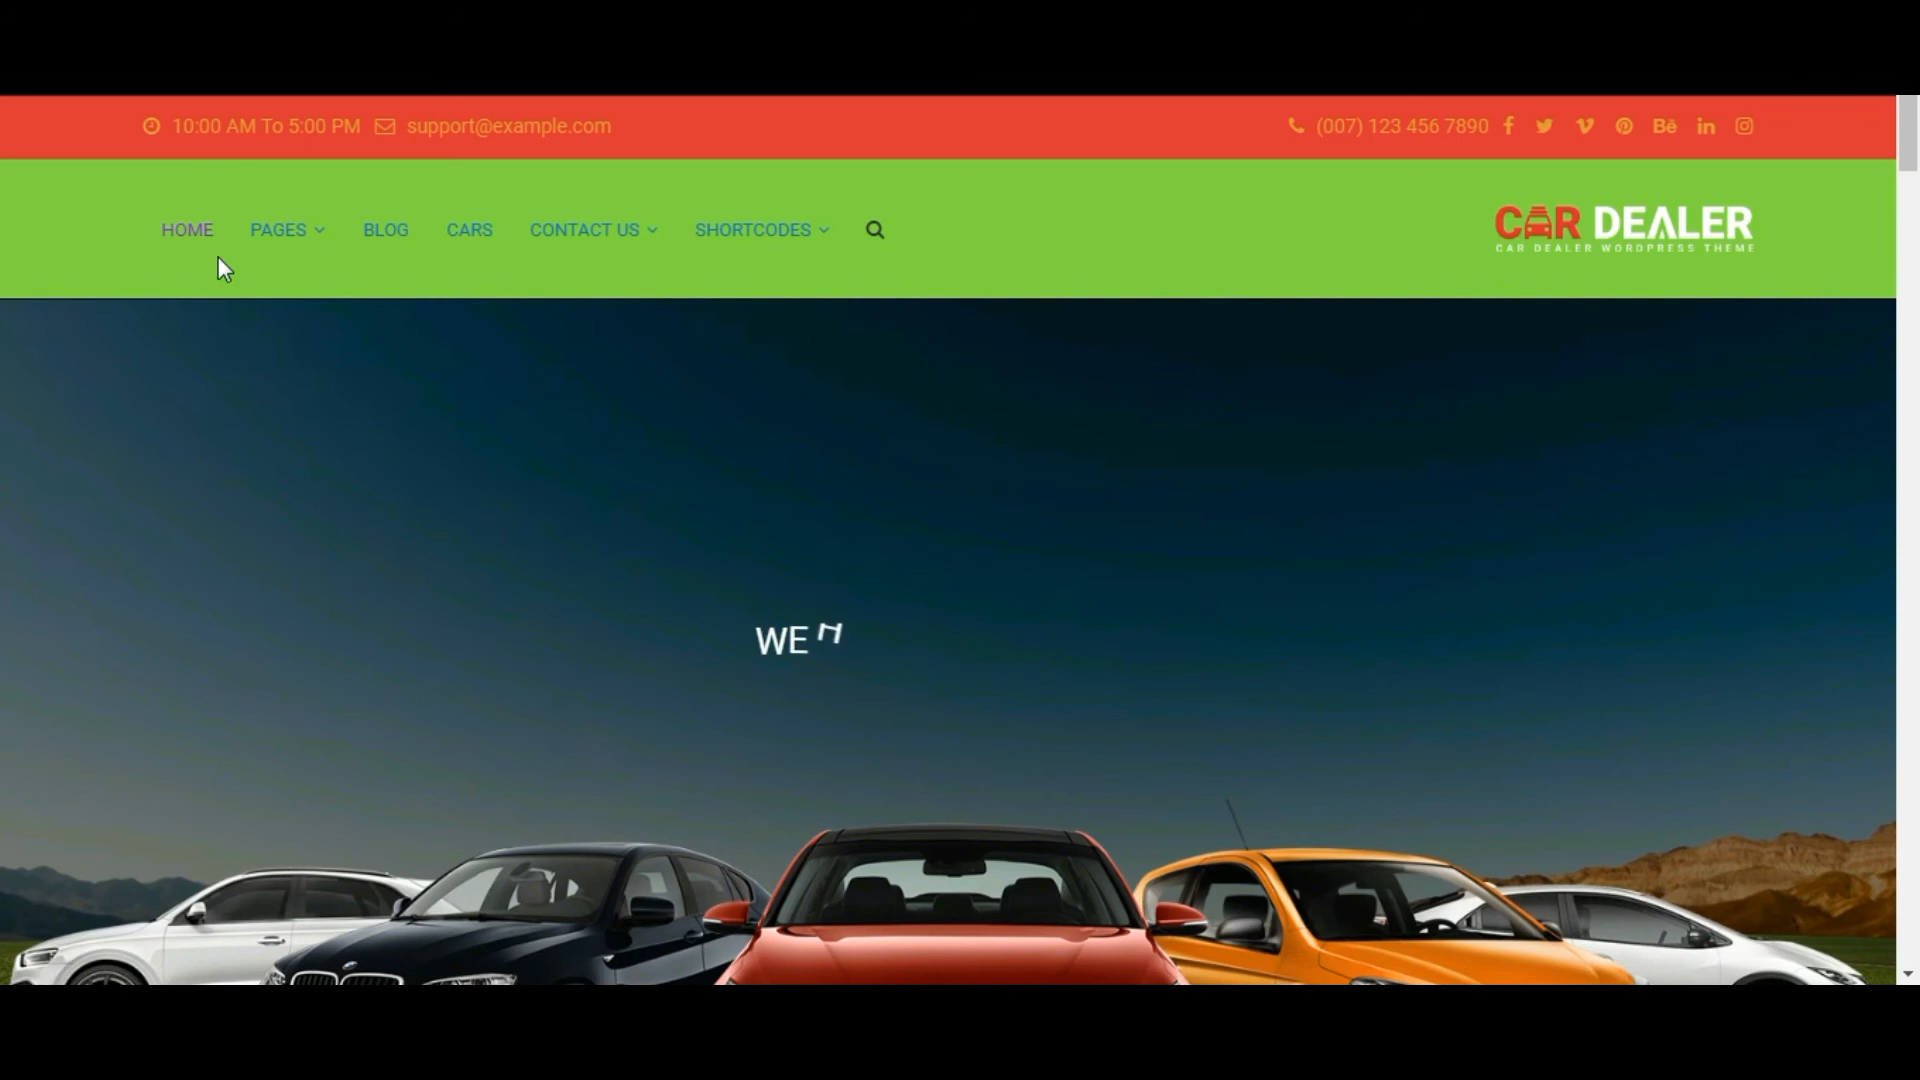 10:00 AM To 5:00 PM support@example.com (007) 123 456 7890 Bē
HOME PAGES BLOG CARS CONTACT US SHORTCODES
CAR DEALER
CAR DEALER WORDPRESS THEME
WE